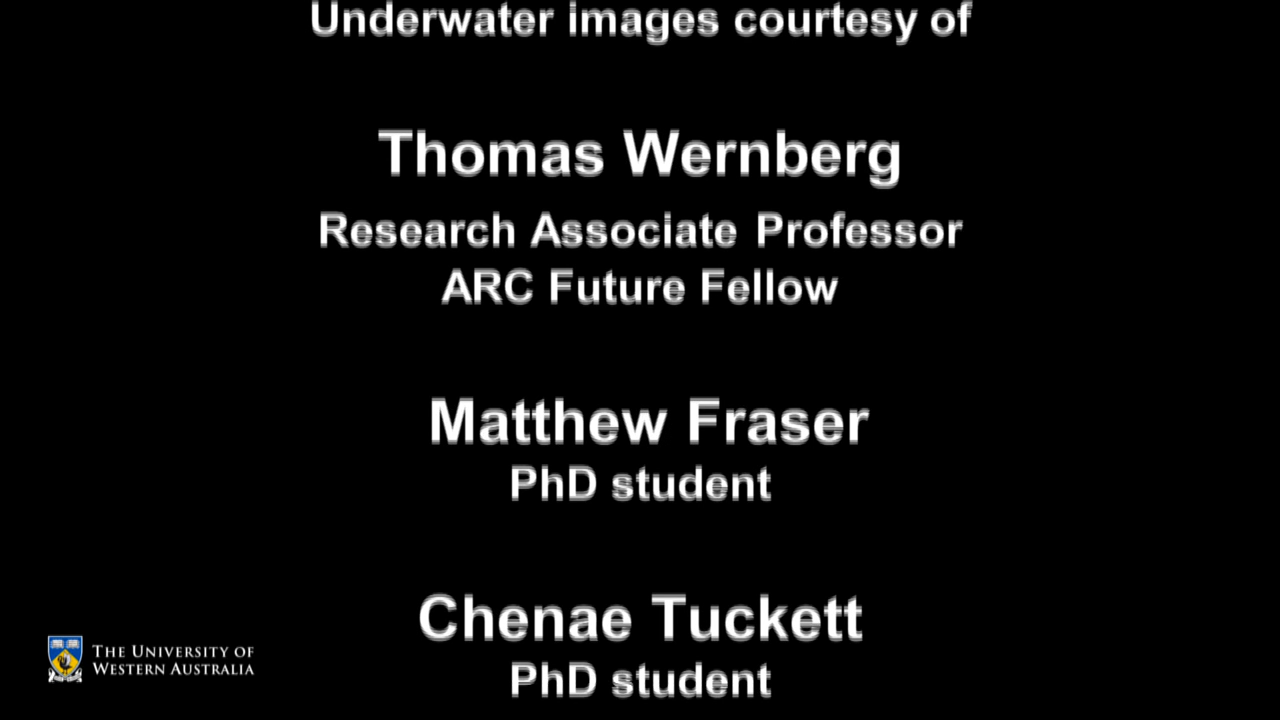 Underwater images courtesy of
Thomas Wernberg
Research Associate Professor
ARC Future Fellow
Matthew Fraser
PhD student
Chenae Tuckett
PhD student
THE UNIVERSITY OF
WESTERN AUSTRALIA